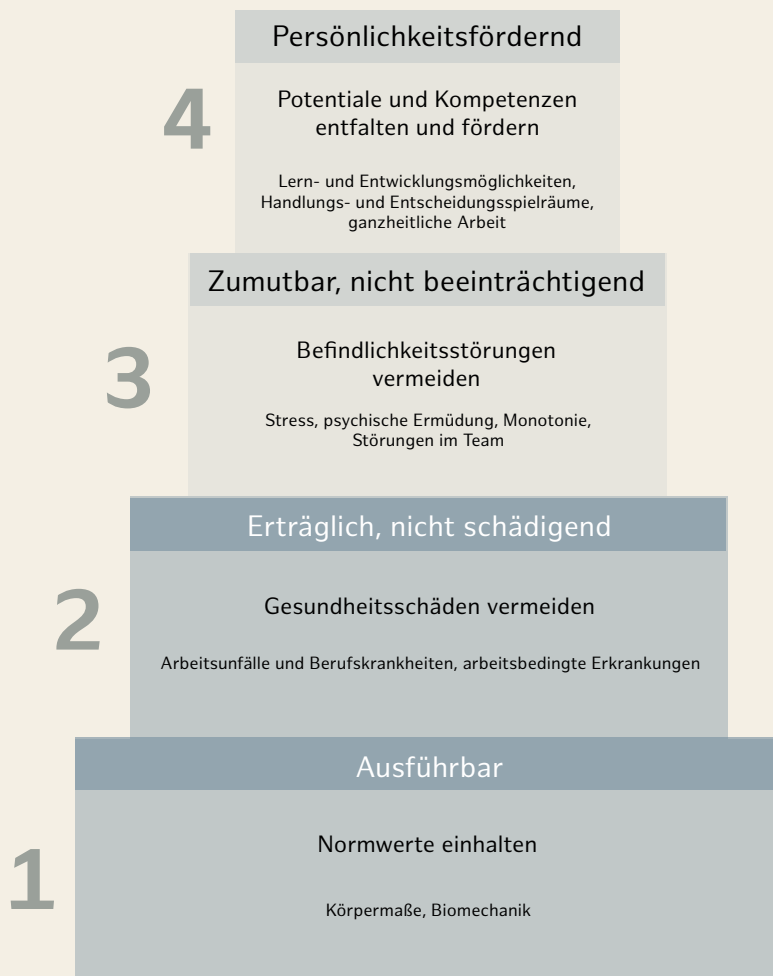 Persönlichkeitsfördernd
4
Potentiale und Kompetenzen
entfalten und fördern
Lern- und Entwicklungsmöglichkeiten,
Handlungs- und Entscheidungsspielräume,
ganzheitliche Arbeit
Zumutbar, nicht beeinträchtigend
3
Befindlichkeitsstörungen
vermeiden
Stress, psychische Ermüdung, Monotonie,
Störungen im Team
Erträglich, nicht schädigend
2
Gesundheitsschäden vermeiden
Arbeitsunfälle und Berufskrankheiten, arbeitsbedingte Erkrankungen
Ausführbar
1
Normwerte einhalten
Körpermaße, Biomechanik